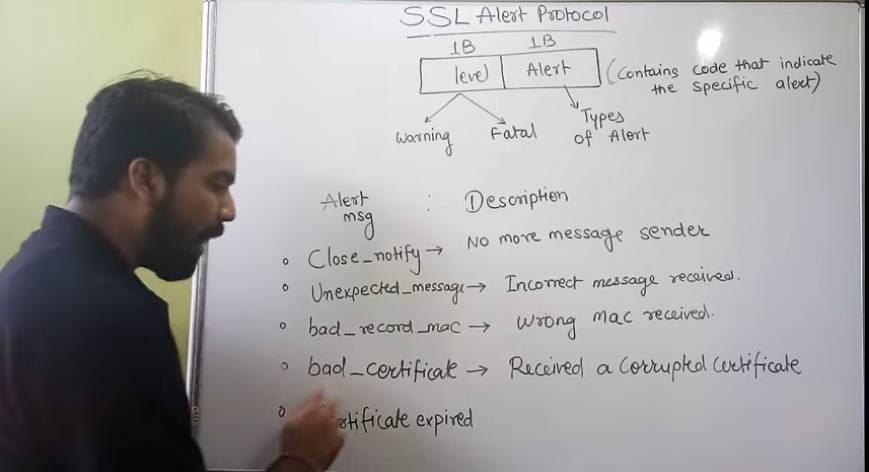 SSL Alert Protocol
1B 1B
level Alert (Contains code that indicate
the specific alert)
Warning Fatal Types
of Alert
Alert
msg : Description
Close_notify → No more message sender
Unexpected_message → Incorrect message received.
bad_record_mac → Wrong mac received.
bad_certificate → Received a corrupted certificate
expired